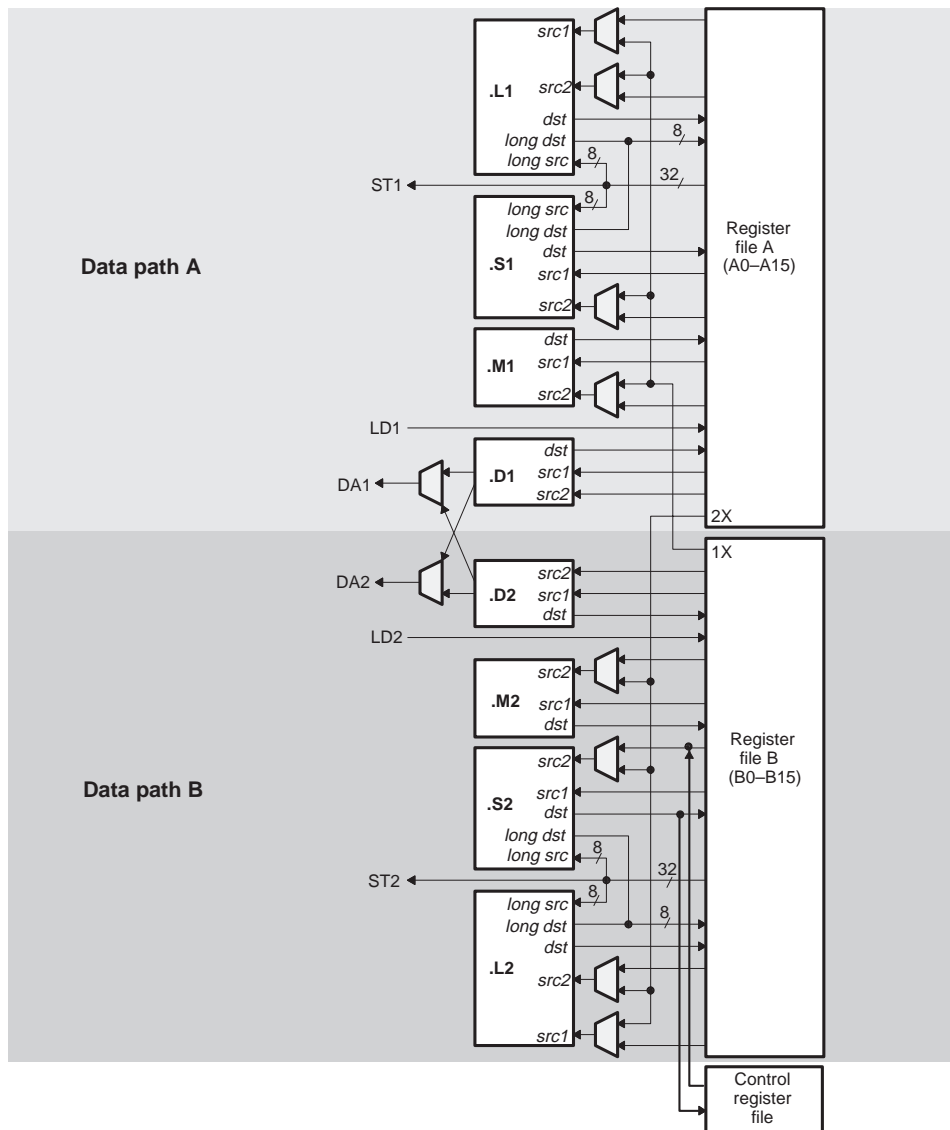 src1
.L1
src2
dst
long dst
8
long src
8
ST1
32
8
long src
long dst
dst
.S1
src1
src2
Data path A
Register
file A
(A0–A15)
dst
.M1
src1
src2
LD1
dst
.D1
src1
src2
DA1
2X
1X
DA2
src2
.D2
src1
dst
LD2
src2
.M2
src1
dst
Register
file B
(B0–B15)
src2
Data path B
.S2
src1
dst
long dst
8
long src
ST2
32
8
long src
long dst
8
dst
.L2
src2
src1
Control
register
file